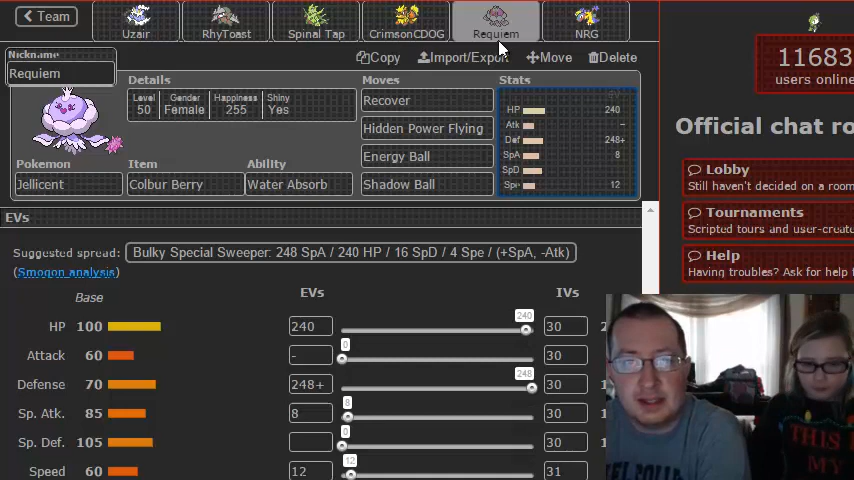 < Team
Uzair
RhyToast
Spinal Tap
CrimsonCDOG
Requiem
NRG
Nickname
Requiem
Copy
Import/Export
Move
Delete
Details
Moves
Stats
Level
50
Gender
Female
Happiness
255
Shiny
Yes
Recover
Hidden Power Flying
Energy Ball
Shadow Ball
EV
HP 240
Atk -
Def 248+
SpA 8
SpD
Spe 12
Pokemon
Jellicent
Item
Colbur Berry
Ability
Water Absorb
EVs
Suggested spread: Bulky Special Sweeper: 248 SpA / 240 HP / 16 SpD / 4 Spe / (+SpA, -Atk)
(Smogon analysis)
Base EVs IVs
HP 100 240 240 30
Attack 60 - 0 30
Defense 70 248+ 248 30
Sp. Atk. 85 8 8 30
Sp. Def. 105 0 30
Speed 60 12 12 31
11683
users online
Official chat ro
Lobby
Still haven't decided on a room
Tournaments
Scripted tours and user-create
Help
Having troubles? Ask for help f
THIS
MY